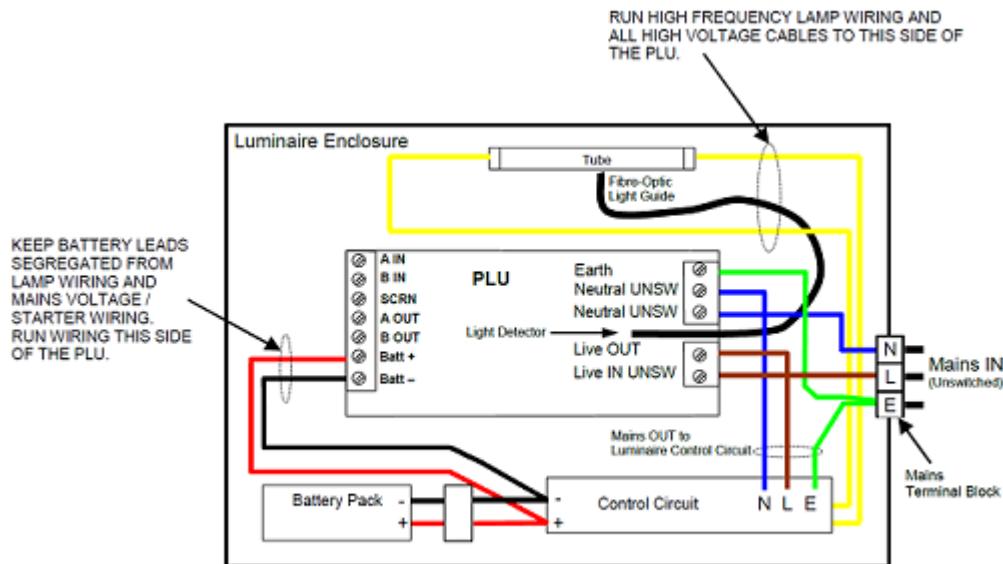 RUN HIGH FREQUENCY LAMP WIRING AND
ALL HIGH VOLTAGE CABLES TO THIS SIDE OF
THE PLU.
Luminaire Enclosure
Tube
Fibre-Optic
Light Guide
KEEP BATTERY LEADS
SEGREGATED FROM
LAMP WIRING AND
MAINS VOLTAGE /
STARTER WIRING.
RUN WIRING THIS SIDE
OF THE PLU.
A IN
B IN
SCRN
A OUT
B OUT
Batt +
Batt –
PLU
Light Detector
Earth
Neutral UNSW
Neutral UNSW
Live OUT
Live IN UNSW
N
L
E
Mains IN
(Unswitched)
Mains OUT to
Luminaire Control Circuit
Mains
Terminal Block
Battery Pack
-
+
-
+
Control Circuit
N L E